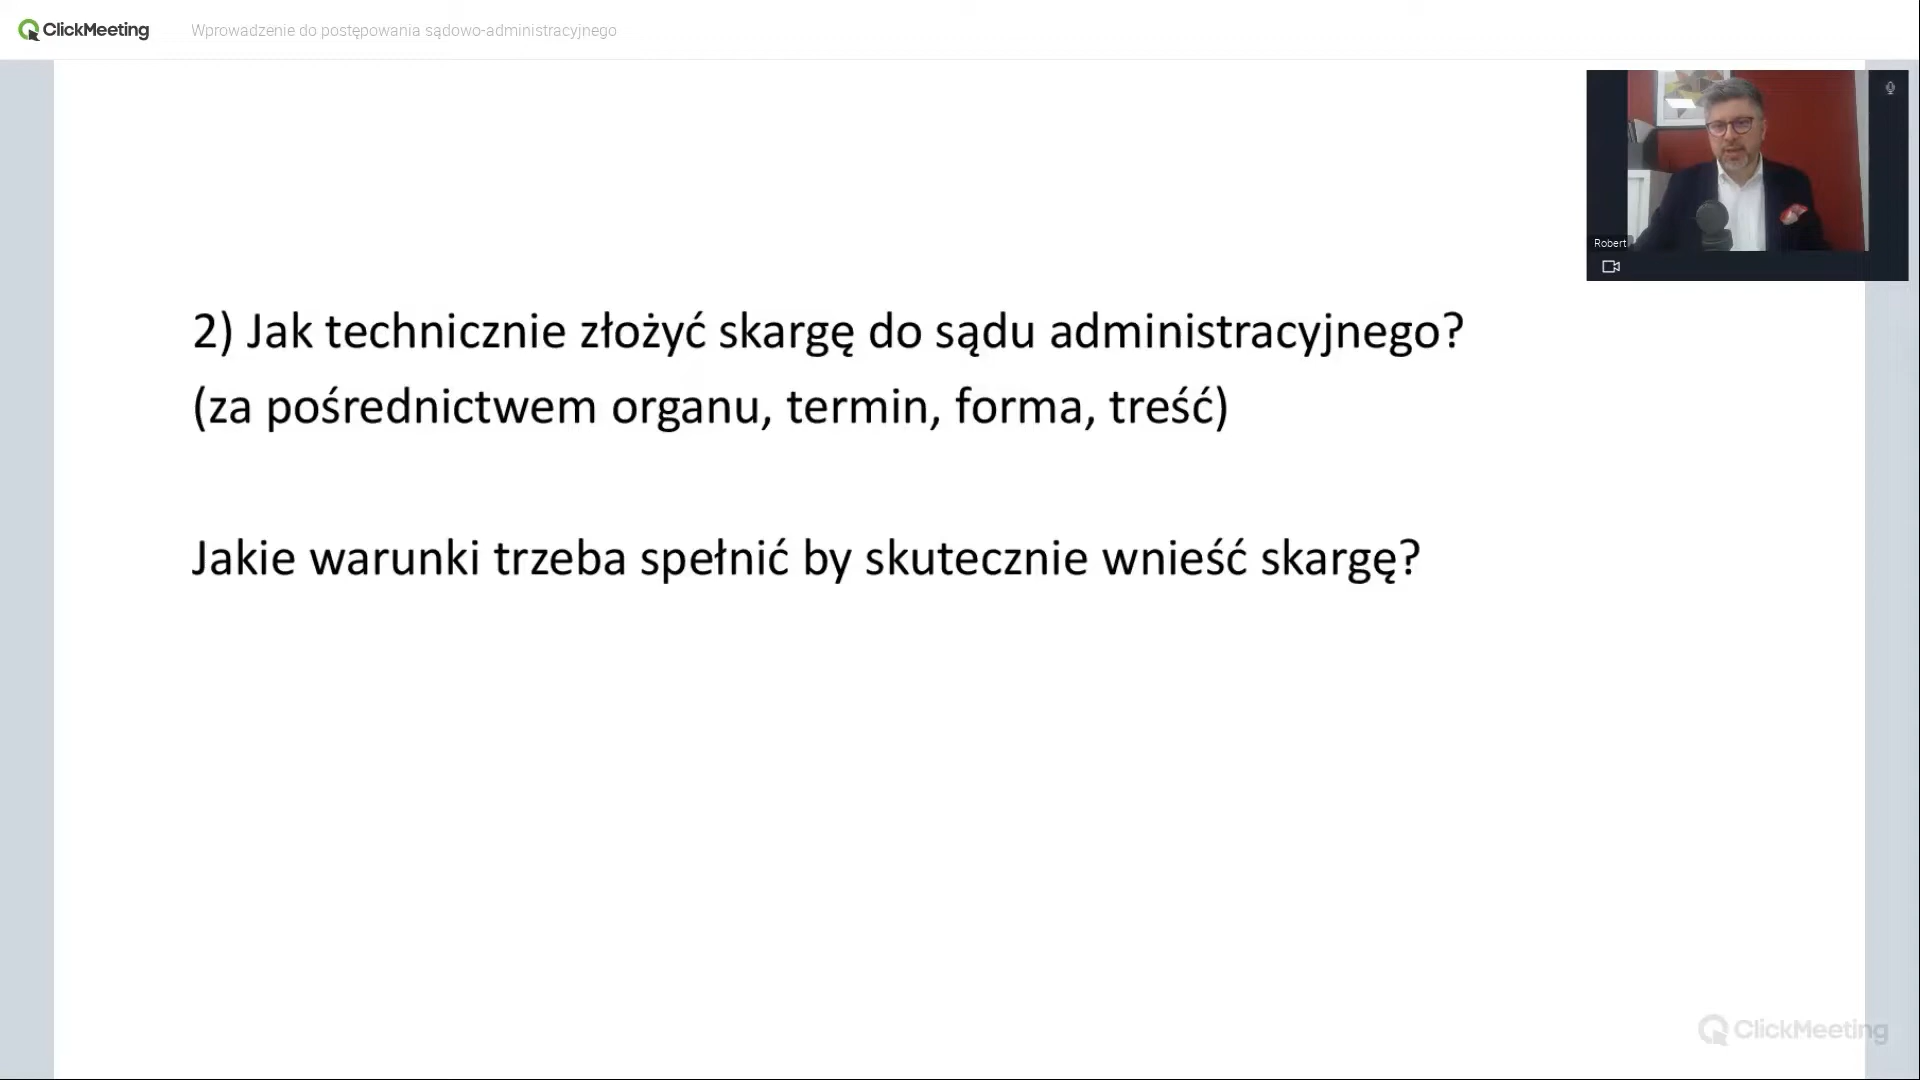 ClickMeeting
Wprowadzenie do postępowania sądowo-administracyjnego
Robert
2) Jak technicznie złożyć skargę do sądu administracyjnego?
(za pośrednictwem organu, termin, forma, treść)
Jakie warunki trzeba spełnić by skutecznie wnieść skargę?
ClickMeeting